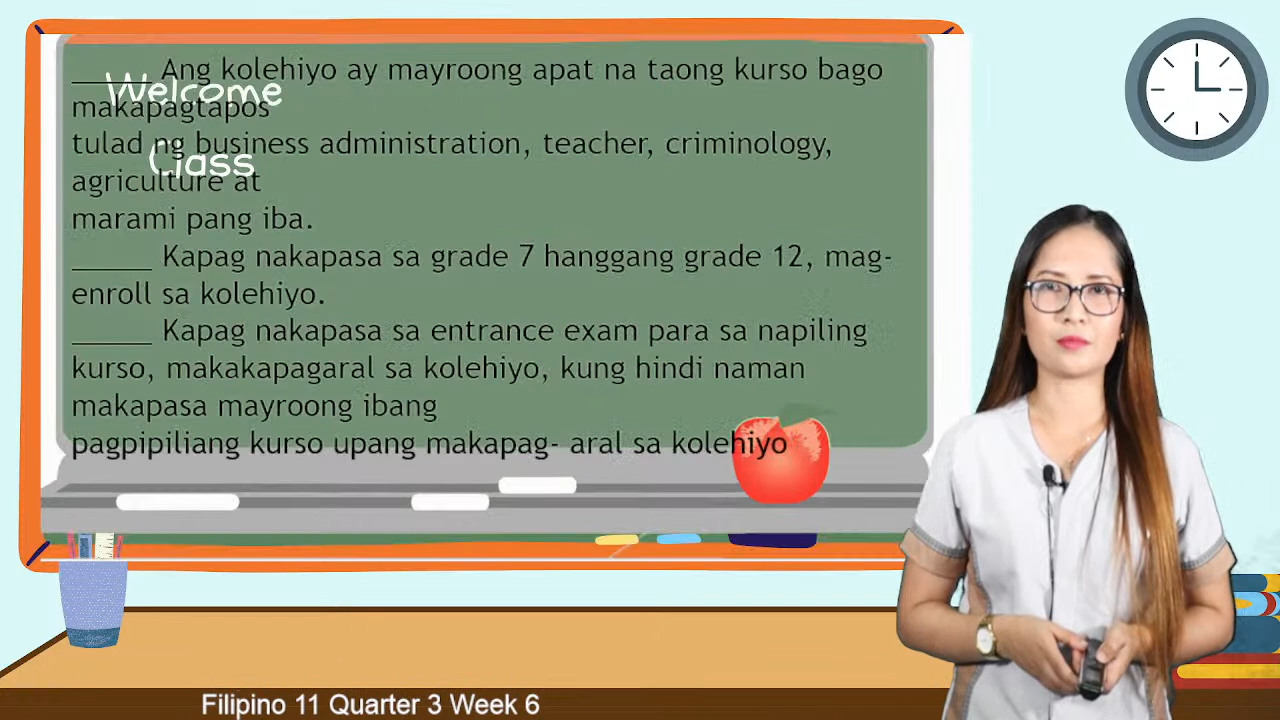 _____ Ang kolehiyo ay mayroong apat na taong kurso bago
makapagtapos
tulad ng business administration, teacher, criminology,
agriculture at
marami pang iba.
_____ Kapag nakapasa sa grade 7 hanggang grade 12, mag-
enroll sa kolehiyo.
_____ Kapag nakapasa sa entrance exam para sa napiling
kurso, makakapagaral sa kolehiyo, kung hindi naman
makapasa mayroong ibang
pagpipiliang kurso upang makapag- aral sa kolehiyo
Welcome
Class
Filipino 11 Quarter 3 Week 6